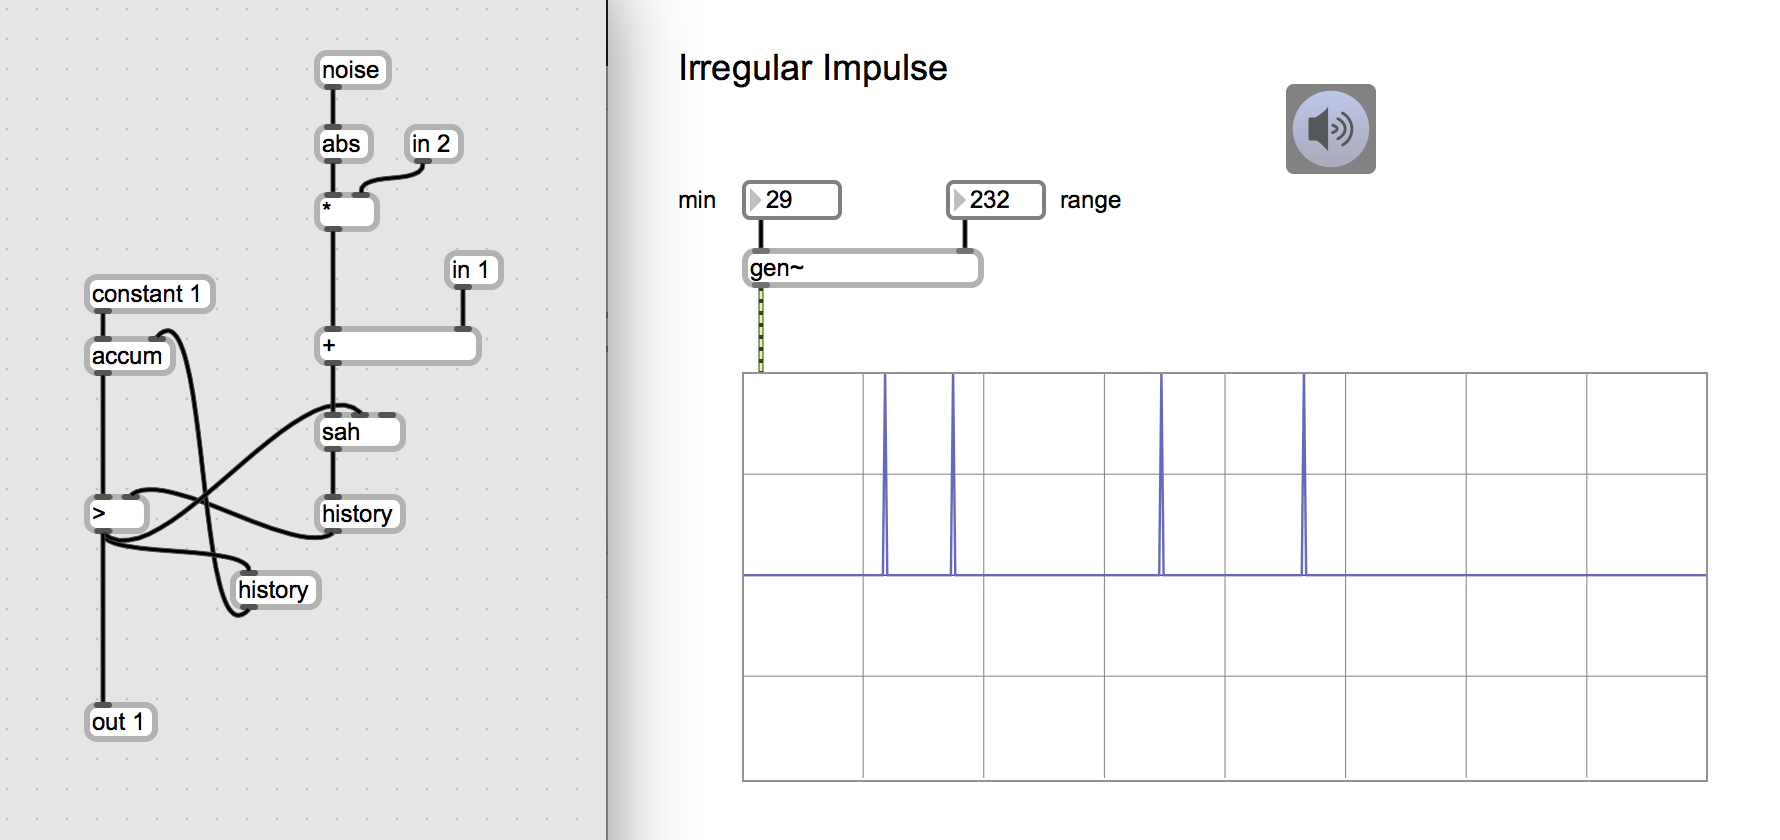 noise
abs
in 2
*
in 1
constant 1
+
accum
sah
>
history
history
out 1
Irregular Impulse
min
29
232
range
gen~